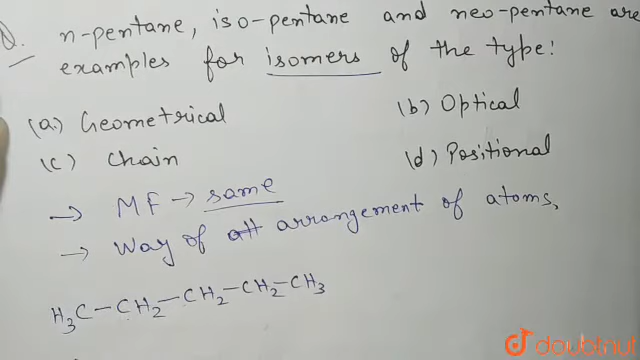 Q. n-pentane, iso-pentane and neo-pentane are
examples for isomers of the type:
(a.) Geometrical (b) Optical
(c) Chain (d) Positional
→ MF → same
→ Way of arrangement of atoms,
H3C-CH2-CH2-CH2-CH3
doubtnut